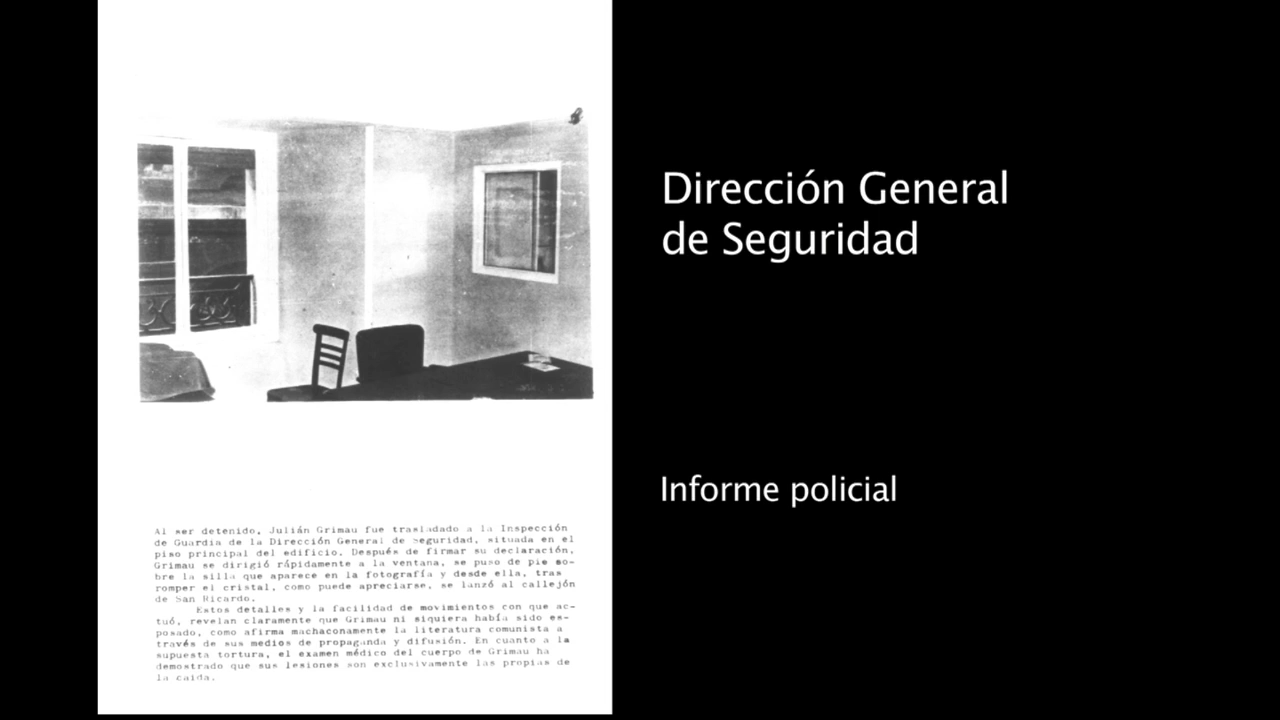 Al ser detenido, Julián Grimau fue trasladado a la Inspección
de Guardia de la Dirección General de Seguridad, situada en el
piso principal del edificio. Después de firmar su declaración,
Grimau se dirigió rápidamente a la ventana, se puso de pie so-
bre la silla que aparece en la fotografía y desde ella, tras
romper el cristal, como puede apreciarse, se lanzó al callejón
de San Ricardo.
Estos detalles y la facilidad de movimientos con que ac-
tuó, revelan claramente que Grimau ni siquiera había sido es-
posado, como afirma machaconamente la literatura comunista a
través de sus medios de propaganda y difusión. En cuanto a la
supuesta tortura, el examen médico del cuerpo de Grimau ha
demostrado que sus lesiones son exclusivamente las propias de
la caída.
Dirección General
de Seguridad
Informe policial